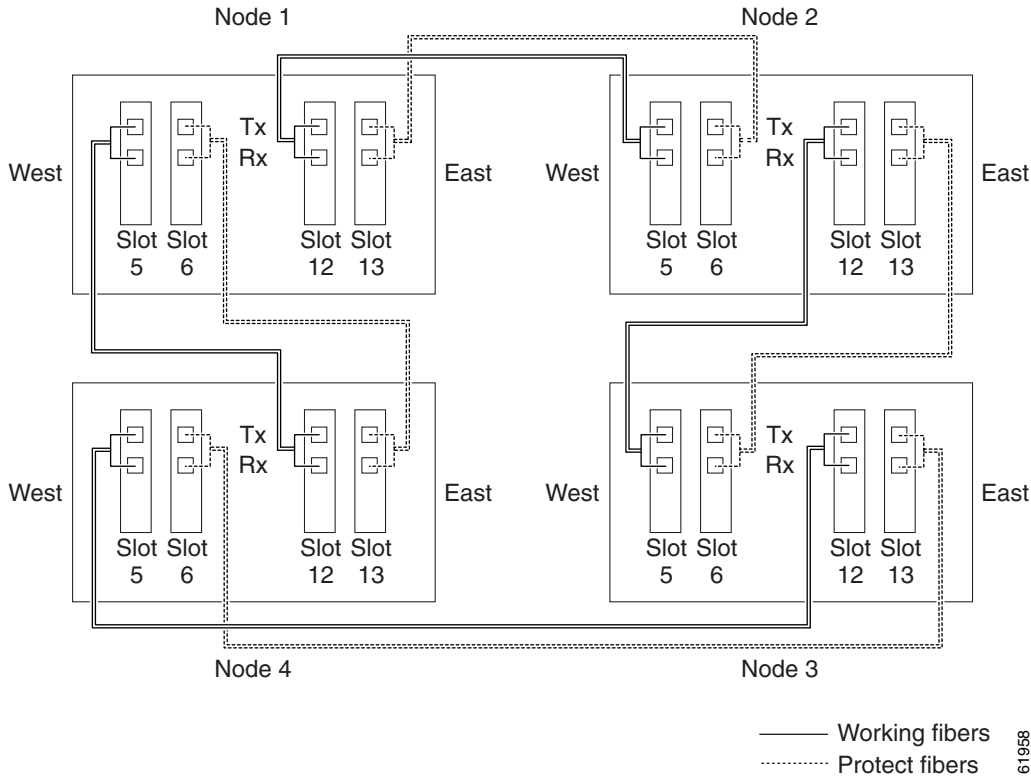 Node 1
Node 2
West
Tx
Rx
East
Slot 5
Slot 6
Slot 12
Slot 13
West
Tx
Rx
East
Slot 5
Slot 6
Slot 12
Slot 13
West
Tx
Rx
East
Slot 5
Slot 6
Slot 12
Slot 13
West
Tx
Rx
East
Slot 5
Slot 6
Slot 12
Slot 13
Node 4
Node 3
Working fibers
Protect fibers
61958